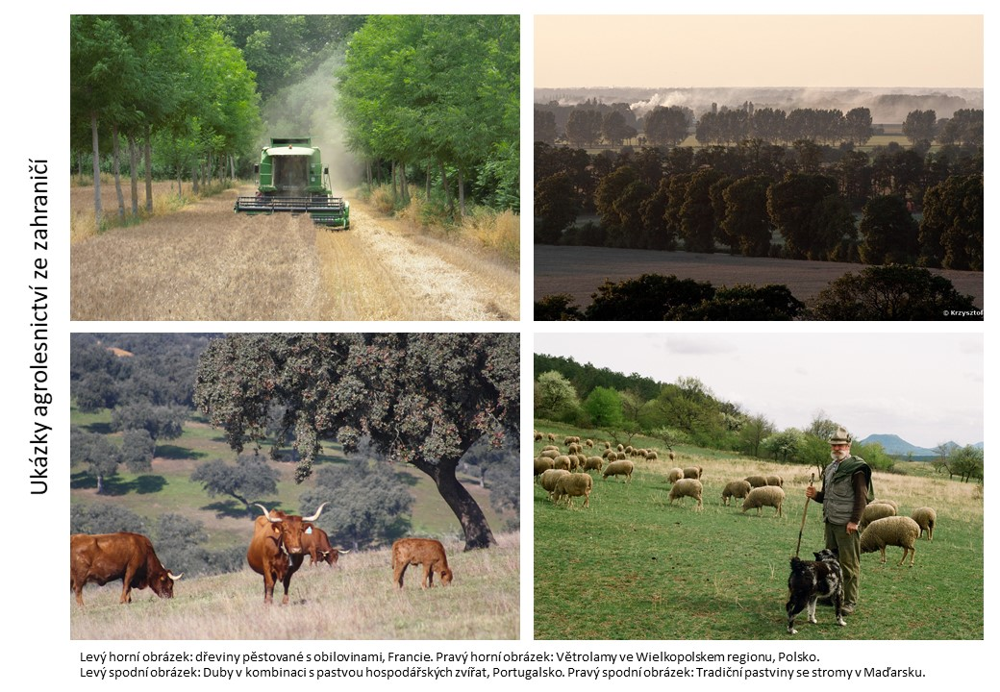 Ukázky agrolesnictví ze zahraničí
© Krzysztof
Levý horní obrázek: dřeviny pěstované s obilovinami, Francie. Pravý horní obrázek: Větrolamy ve Wielkopolskem regionu, Polsko.
Levý spodní obrázek: Duby v kombinaci s pastvou hospodářských zvířat, Portugalsko. Pravý spodní obrázek: Tradiční pastviny se stromy v Maďarsku.